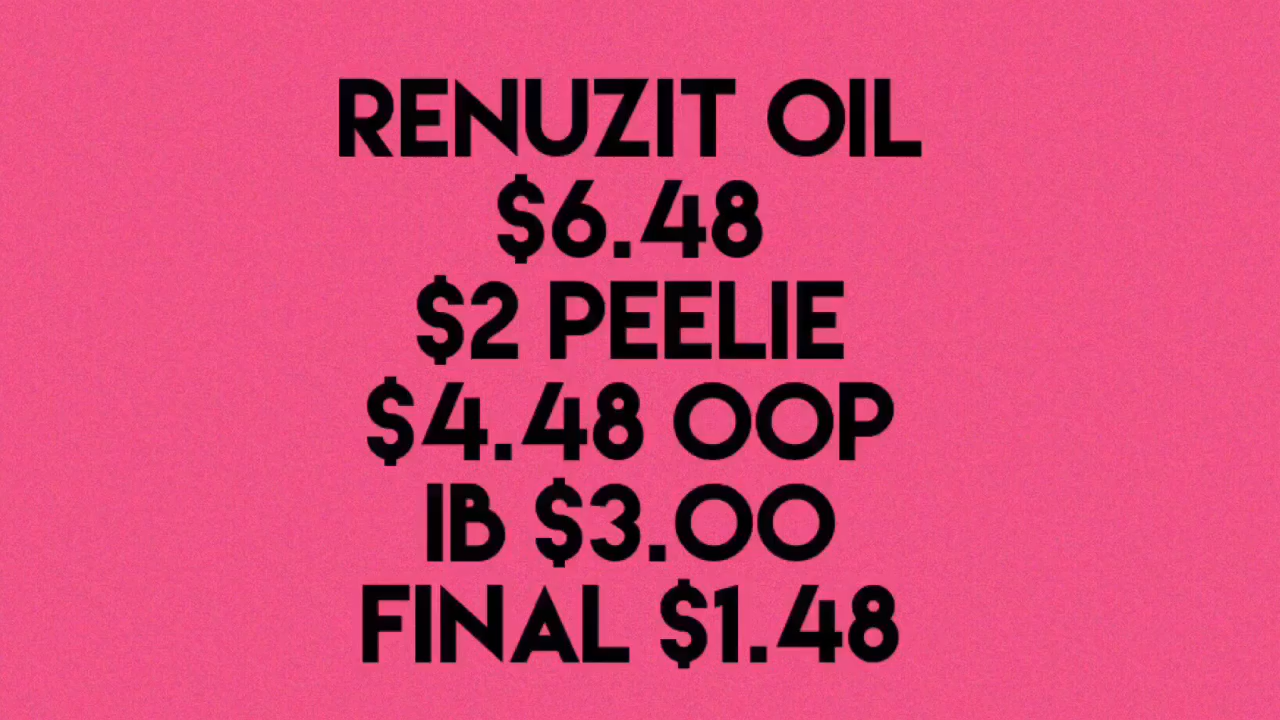 RENUZIT OIL
$6.48
$2 PEELIE
$4.48 OOP
IB $3.00
FINAL $1.48